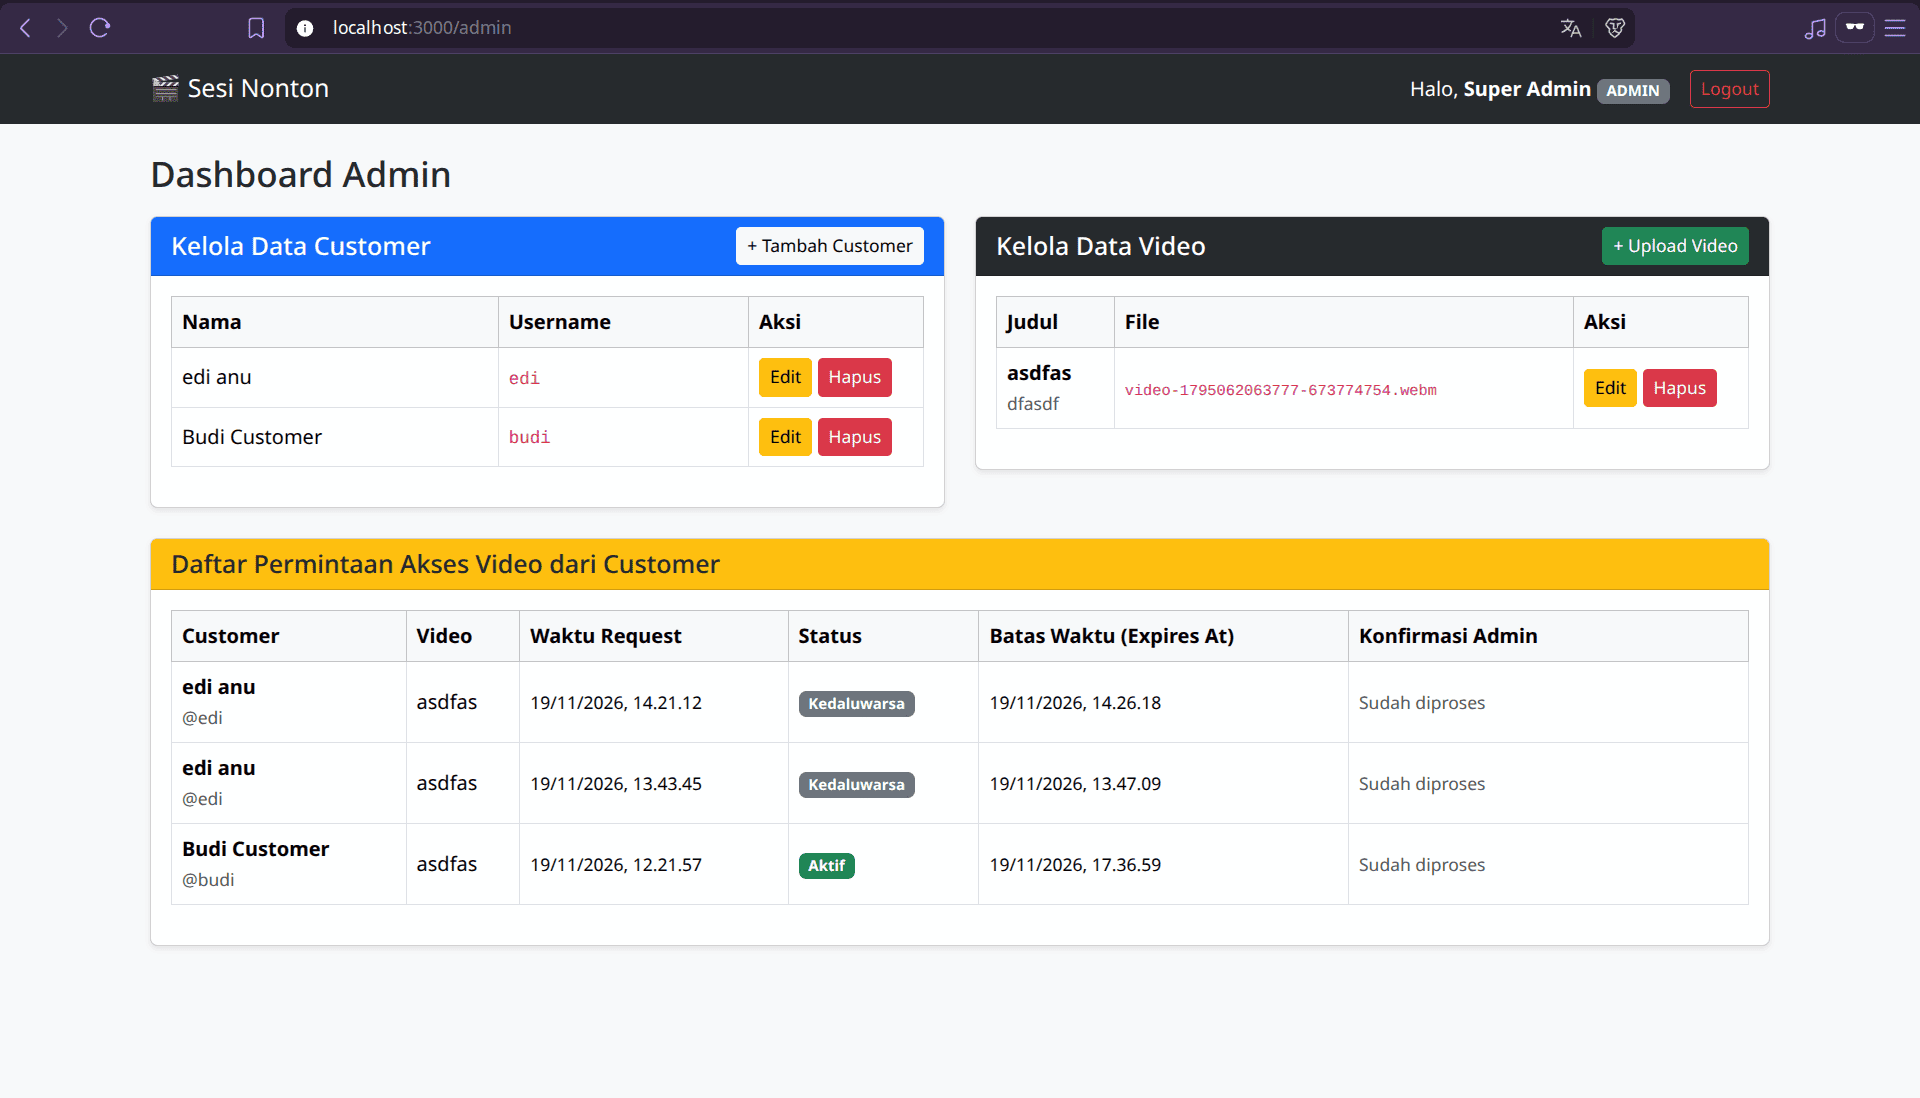 localhost:3000/admin
Sesi Nonton
Halo, Super Admin ADMIN Logout
Dashboard Admin
Kelola Data Customer
+ Tambah Customer
Nama Username Aksi
edi anu edi Edit Hapus
Budi Customer budi Edit Hapus
Kelola Data Video
+ Upload Video
Judul File Aksi
asdfas
dfasdf
video-1795062063777-673774754.webm
Edit Hapus
Daftar Permintaan Akses Video dari Customer
Customer Video Waktu Request Status Batas Waktu (Expires At) Konfirmasi Admin
edi anu
@edi
asdfas 19/11/2026, 14.21.12 Kedaluwarsa 19/11/2026, 14.26.18 Sudah diproses
edi anu
@edi
asdfas 19/11/2026, 13.43.45 Kedaluwarsa 19/11/2026, 13.47.09 Sudah diproses
Budi Customer
@budi
asdfas 19/11/2026, 12.21.57 Aktif 19/11/2026, 17.36.59 Sudah diproses